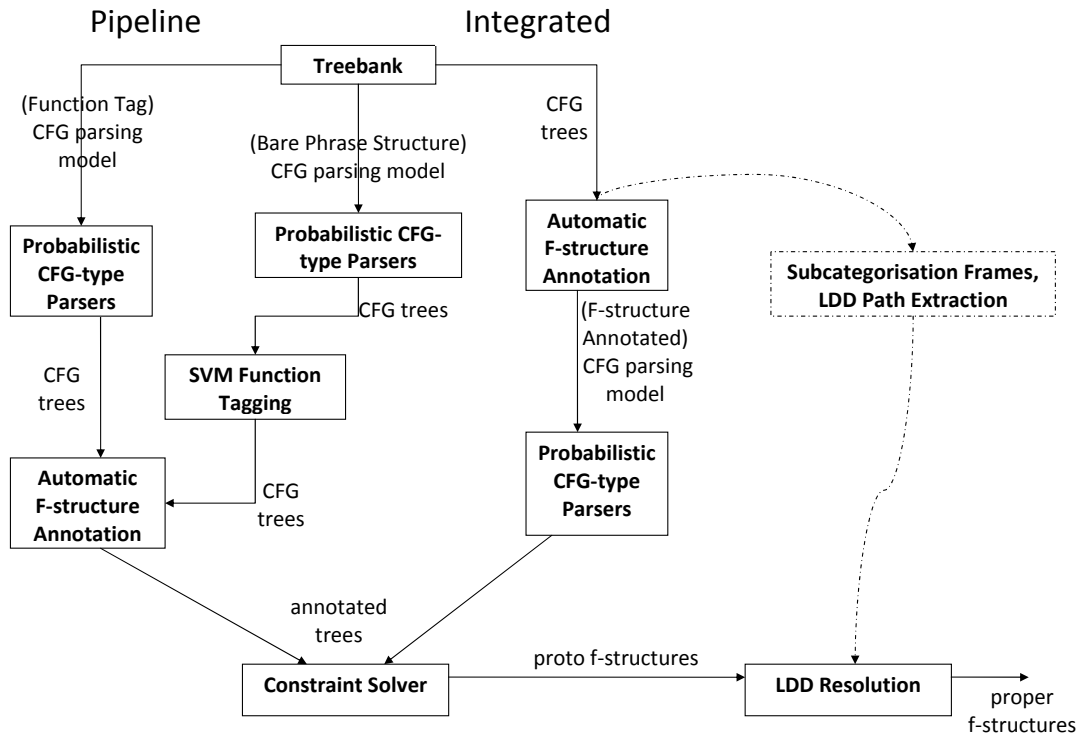 Pipeline
Integrated
Treebank
(Function Tag)
CFG parsing
model
(Bare Phrase Structure)
CFG parsing model
CFG
trees
Probabilistic
CFG-type
Parsers
Probabilistic CFG-
type Parsers
Automatic
F-structure
Annotation
Subcategorisation Frames,
LDD Path Extraction
CFG trees
(F-structure
Annotated)
CFG parsing
model
CFG
trees
SVM Function
Tagging
Automatic
F-structure
Annotation
CFG
trees
Probabilistic
CFG-type
Parsers
annotated
trees
proto f-structures
Constraint Solver
LDD Resolution
proper
f-structures